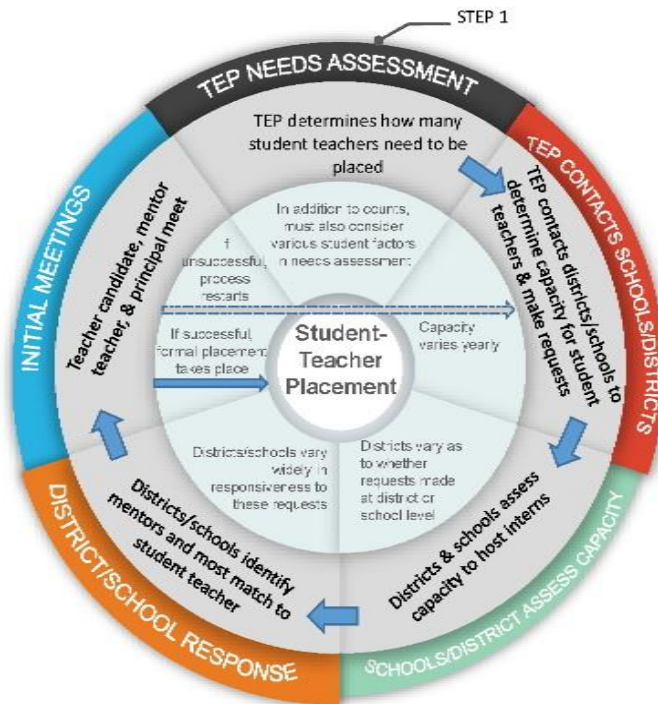 STEP 1
TEP NEEDS ASSESSMENT
TEP determines how many
student teachers need to be
placed
In addition to counts,
must also consider
various student factors
in needs assessment
TEP CONTACTS SCHOOLS/DISTRICTS
TEP contacts districts/schools to
determine capacity for student
teachers & make requests
Capacity
varies yearly
SCHOOLS/DISTRICT ASSESS CAPACITY
Districts & schools assess
capacity to host interns
Districts vary as
to whether
requests made
at district or
school level
DISTRICT/SCHOOL RESPONSE
Districts/schools identify
mentors and most match to
student teacher
Districts/schools vary
widely in
responsiveness to
these requests
INITIAL MEETINGS
Teacher candidate, mentor
teacher, & principal meet
If
unsuccessful,
process
restarts
If successful,
formal placement
takes place
Student-
Teacher
Placement